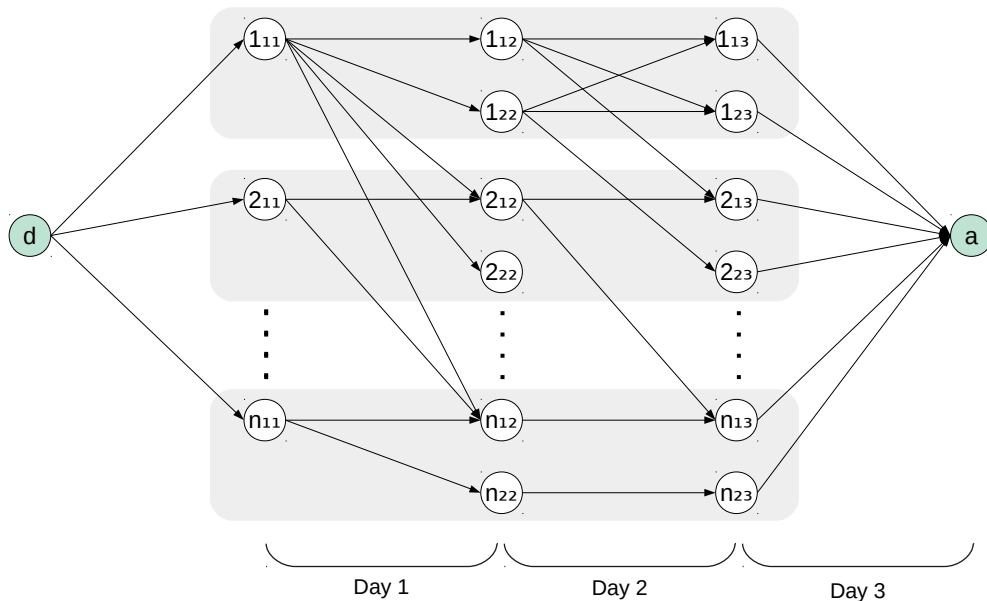 1₁₁ 1₁₂ 1₁₃
1₂₂ 1₂₃
2₁₁ 2₁₂ 2₁₃
d a
2₂₂ 2₂₃
n₁₁ n₁₂ n₁₃
n₂₂ n₂₃
Day 1 Day 2 Day 3